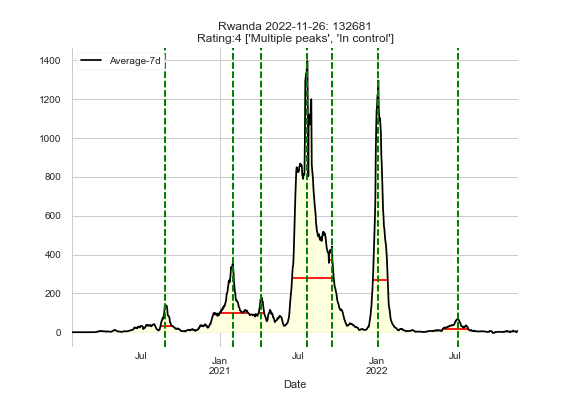 Rwanda 2022-11-26: 132681
Rating:4 ['Multiple peaks', 'In control']
Average-7d
1400
1200
1000
800
600
400
200
0
Jul
Jan
2021
Jul
Jan
2022
Jul
Date